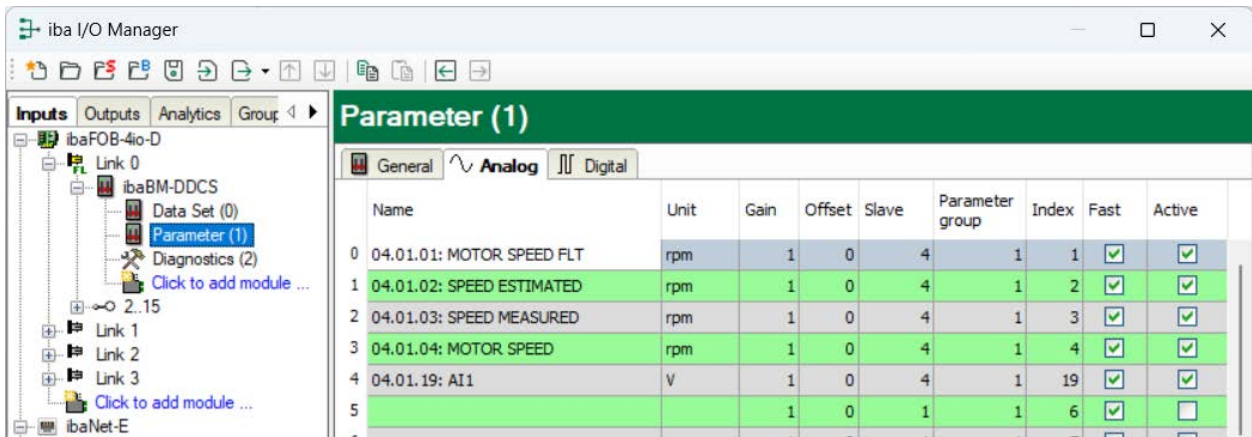 iba I/O Manager
Inputs Outputs Analytics Group
ibaFOB-4io-D
Link 0
ibaBM-DDCS
Data Set (0)
Parameter (1)
Diagnostics (2)
Click to add module ...
2..15
Link 1
Link 2
Link 3
Click to add module ...
ibaNet-E
Parameter (1)
General Analog Digital
Name Unit Gain Offset Slave Parameter group Index Fast Active
0 04.01.01: MOTOR SPEED FLT rpm 1 0 4 1 1
1 04.01.02: SPEED ESTIMATED rpm 1 0 4 1 2
2 04.01.03: SPEED MEASURED rpm 1 0 4 1 3
3 04.01.04: MOTOR SPEED rpm 1 0 4 1 4
4 04.01.19: AI1 V 1 0 4 1 19
5 1 0 1 1 6